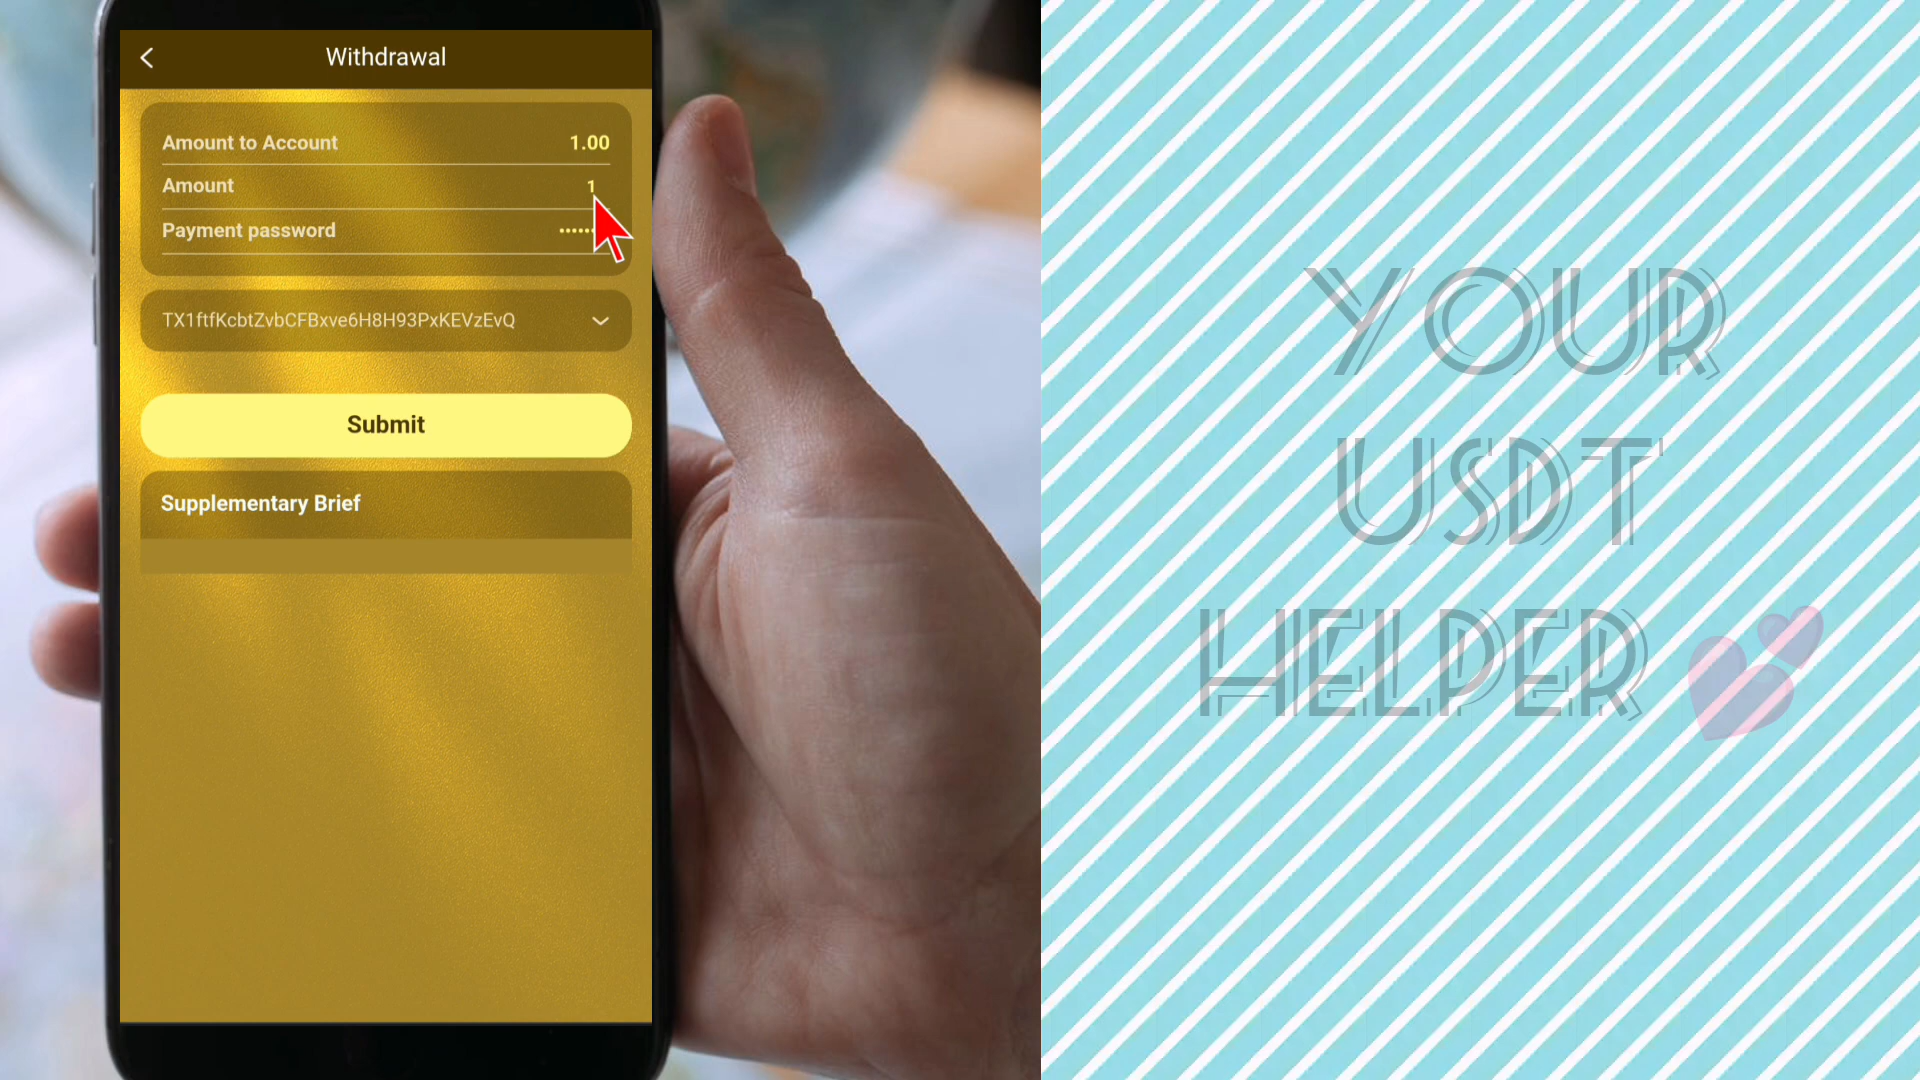 Withdrawal
Amount to Account 1.00
Amount 1
Payment password ••••••
TX1ftfKcbtZvbCFBxve6H8H93PxKEVzEvQ
Submit
Supplementary Brief
YOUR
USDT
HELPER 💕